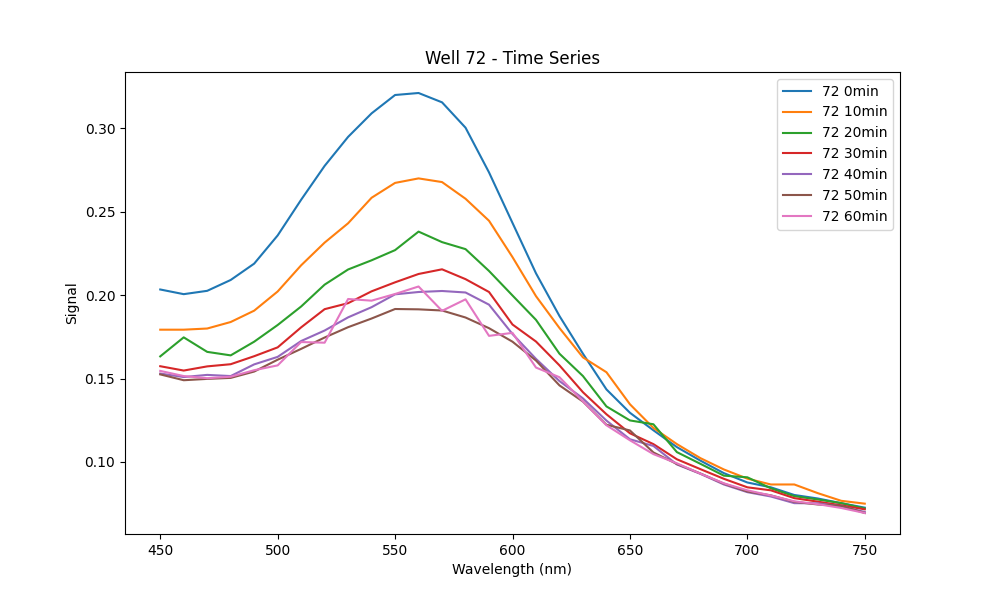 Well 72 - Time Series
72 0min
72 10min
72 20min
72 30min
72 40min
72 50min
72 60min
0.30
0.25
0.20
0.15
0.10
Signal
450
500
550
600
650
700
750
Wavelength (nm)